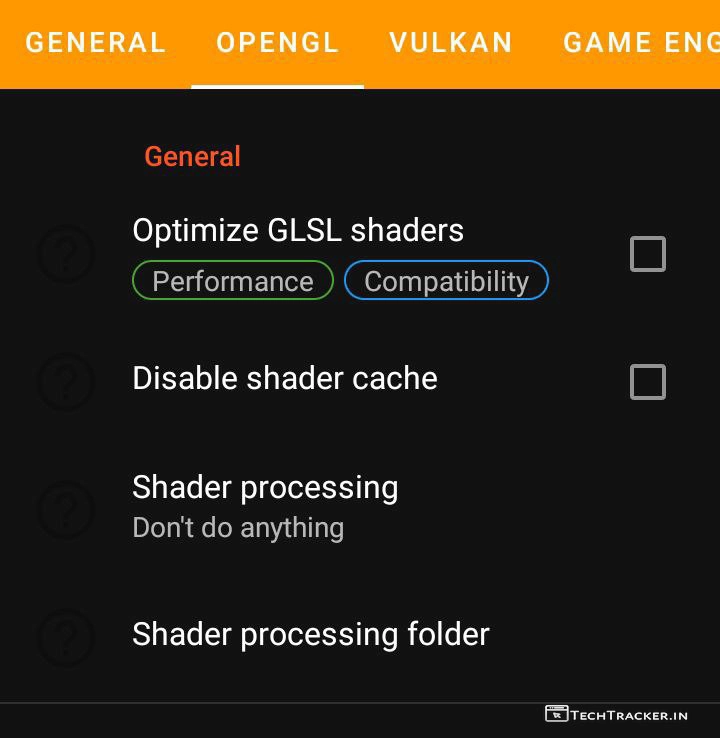 GENERAL OPENGL VULKAN GAME ENG
General
Optimize GLSL shaders
Performance Compatibility
Disable shader cache
Shader processing
Don't do anything
Shader processing folder
TECHTRACKER.IN